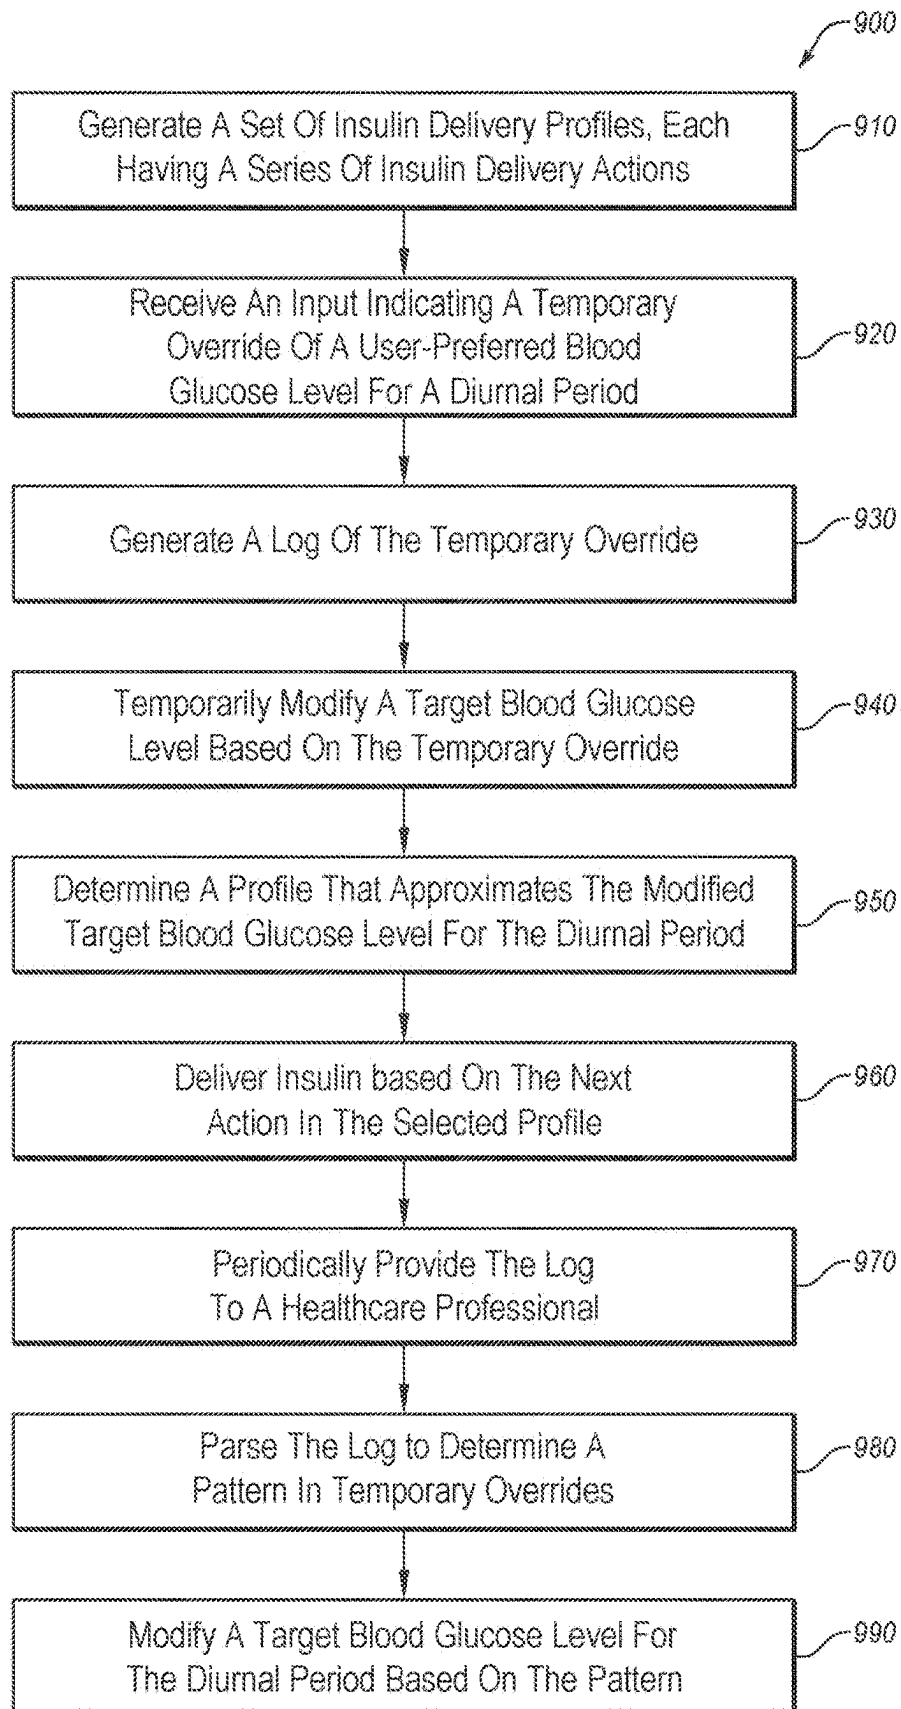 900
Generate A Set Of Insulin Delivery Profiles, Each
Having A Series Of Insulin Delivery Actions
910
Receive An Input Indicating A Temporary
Override Of A User-Preferred Blood
Glucose Level For A Diurnal Period
920
Generate A Log Of The Temporary Override
930
Temporarily Modify A Target Blood Glucose
Level Based On The Temporary Override
940
Determine A Profile That Approximates The Modified
Target Blood Glucose Level For The Diurnal Period
950
Deliver Insulin based On The Next
Action In The Selected Profile
960
Periodically Provide The Log
To A Healthcare Professional
970
Parse The Log to Determine A
Pattern In Temporary Overrides
980
Modify A Target Blood Glucose Level For
The Diurnal Period Based On The Pattern
990